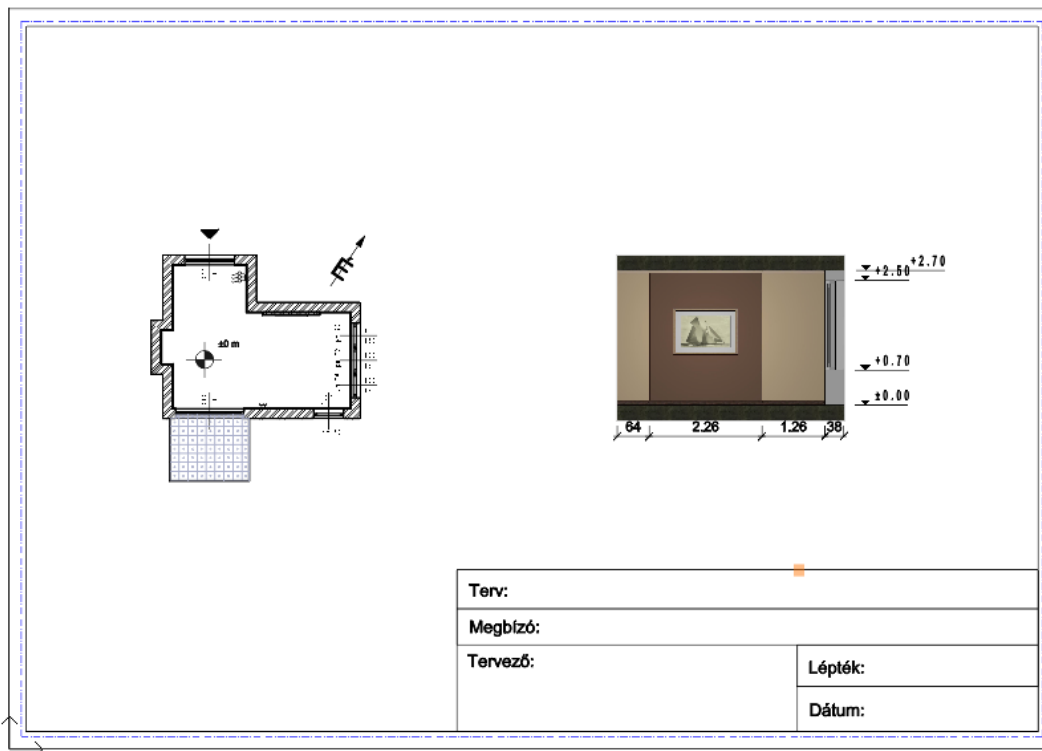 É
±0 m
+2.70
+2.50
+0.70
±0.00
64 2.26 1.26 38
Terv:
Megbízó:
Tervező:
Lépték:
Dátum: